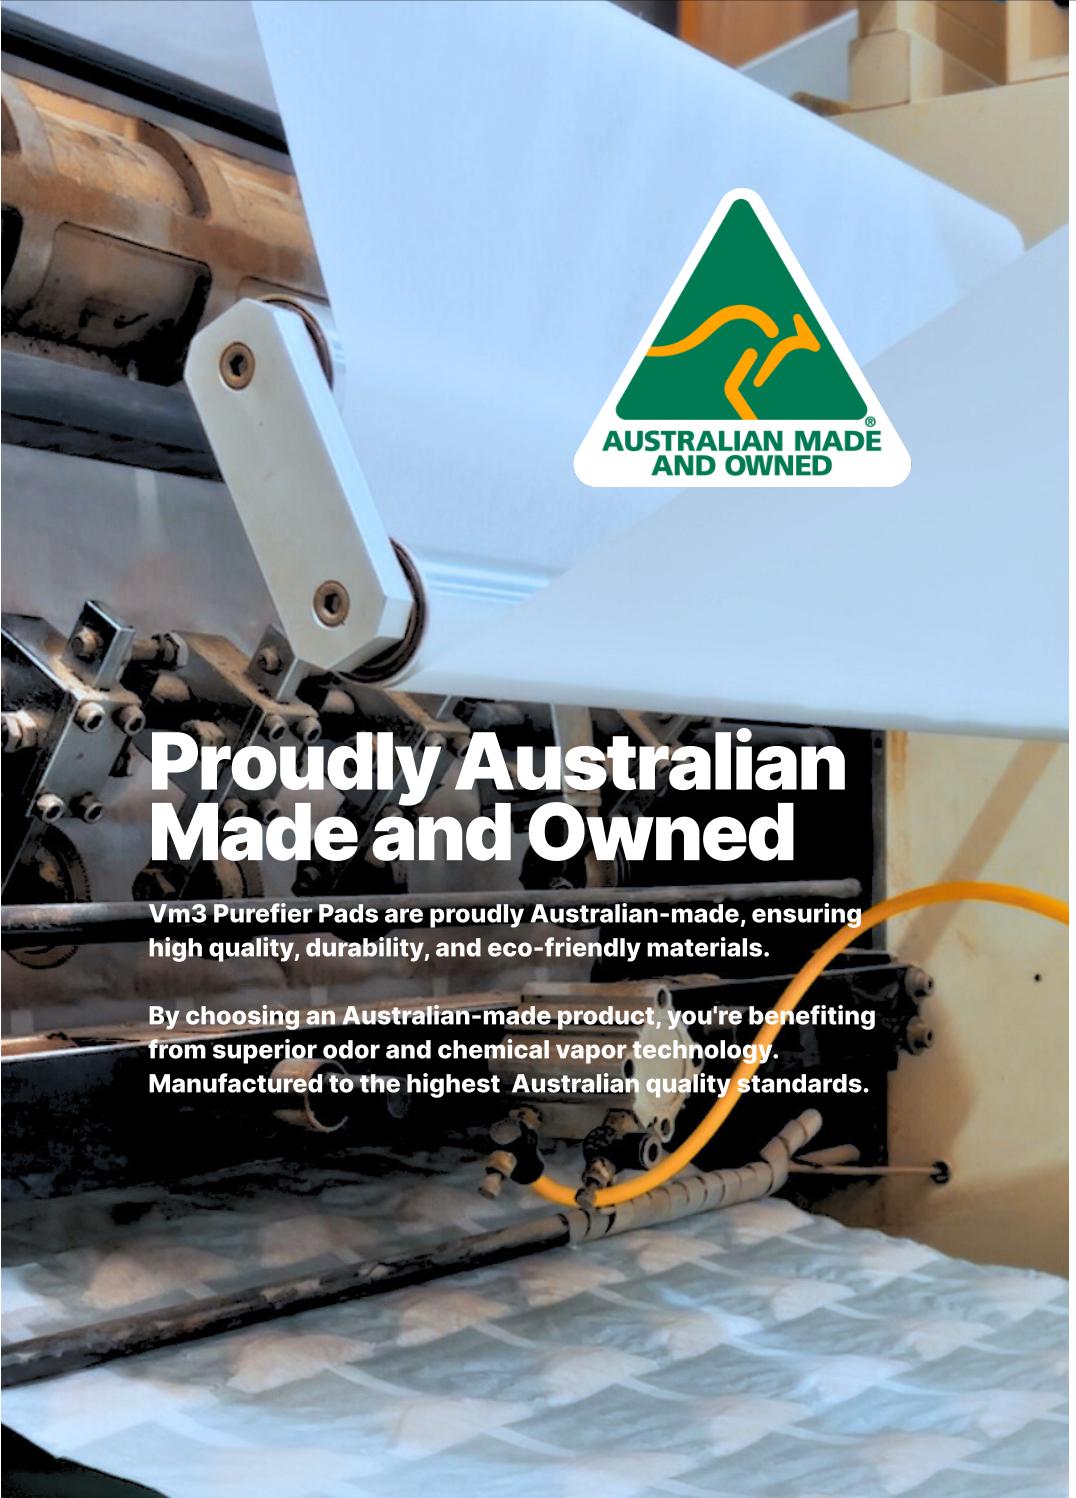 AUSTRALIAN MADE®
AND OWNED
Proudly Australian
Made and Owned
Vm3 Purefier Pads are proudly Australian-made, ensuring
high quality, durability, and eco-friendly materials.
By choosing an Australian-made product, you're benefiting
from superior odor and chemical vapor technology.
Manufactured to the highest  Australian quality standards.